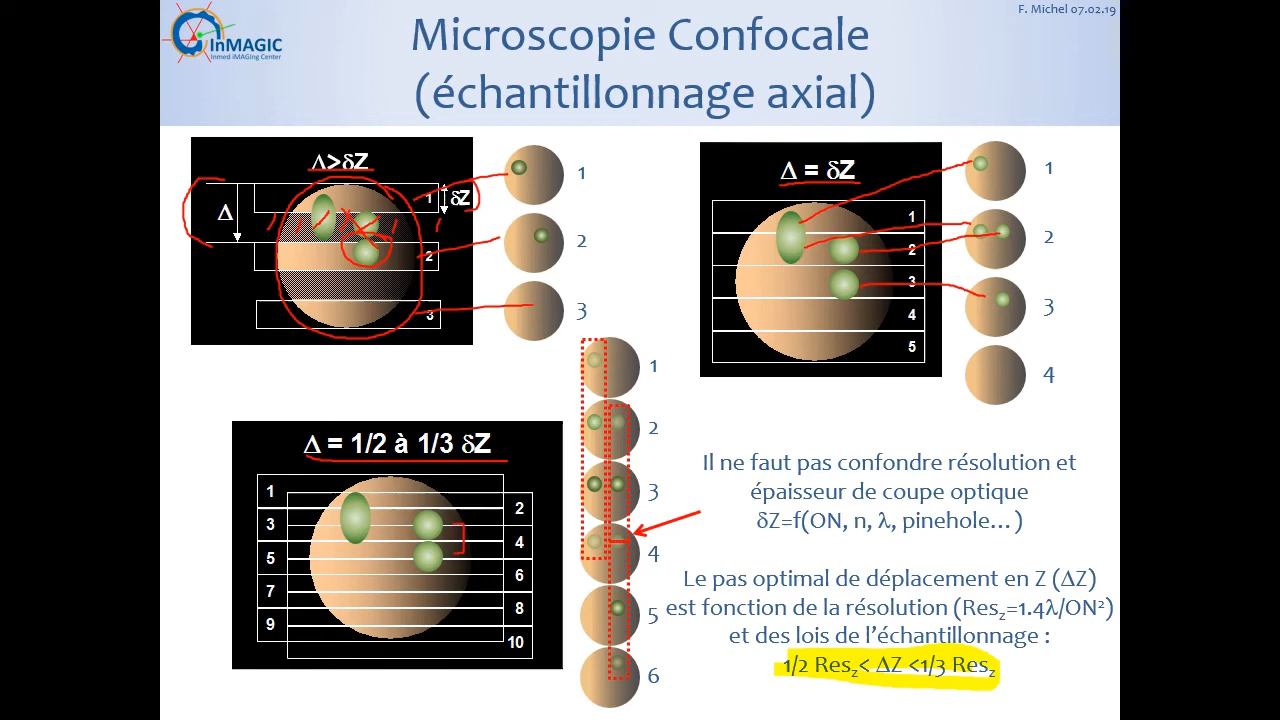 F. Michel 07.02.19
InMAGIC
Inmed iMAGing Center
Microscopie Confocale
(échantillonnage axial)
Δ>δZ
Δ
δZ
1
2
3
1
2
3
Δ = δZ
1
2
3
4
5
1
2
3
4
Δ = 1/2 à 1/3 δZ
1
3
5
7
9
2
4
6
8
10
1
2
3
4
5
6
Il ne faut pas confondre résolution et
épaisseur de coupe optique
δZ=f(ON, n, λ, pinehole…)
Le pas optimal de déplacement en Z (ΔZ)
est fonction de la résolution (Resz=1.4λ/ON²)
et des lois de l’échantillonnage :
1/2 Resz< ΔZ <1/3 Resz